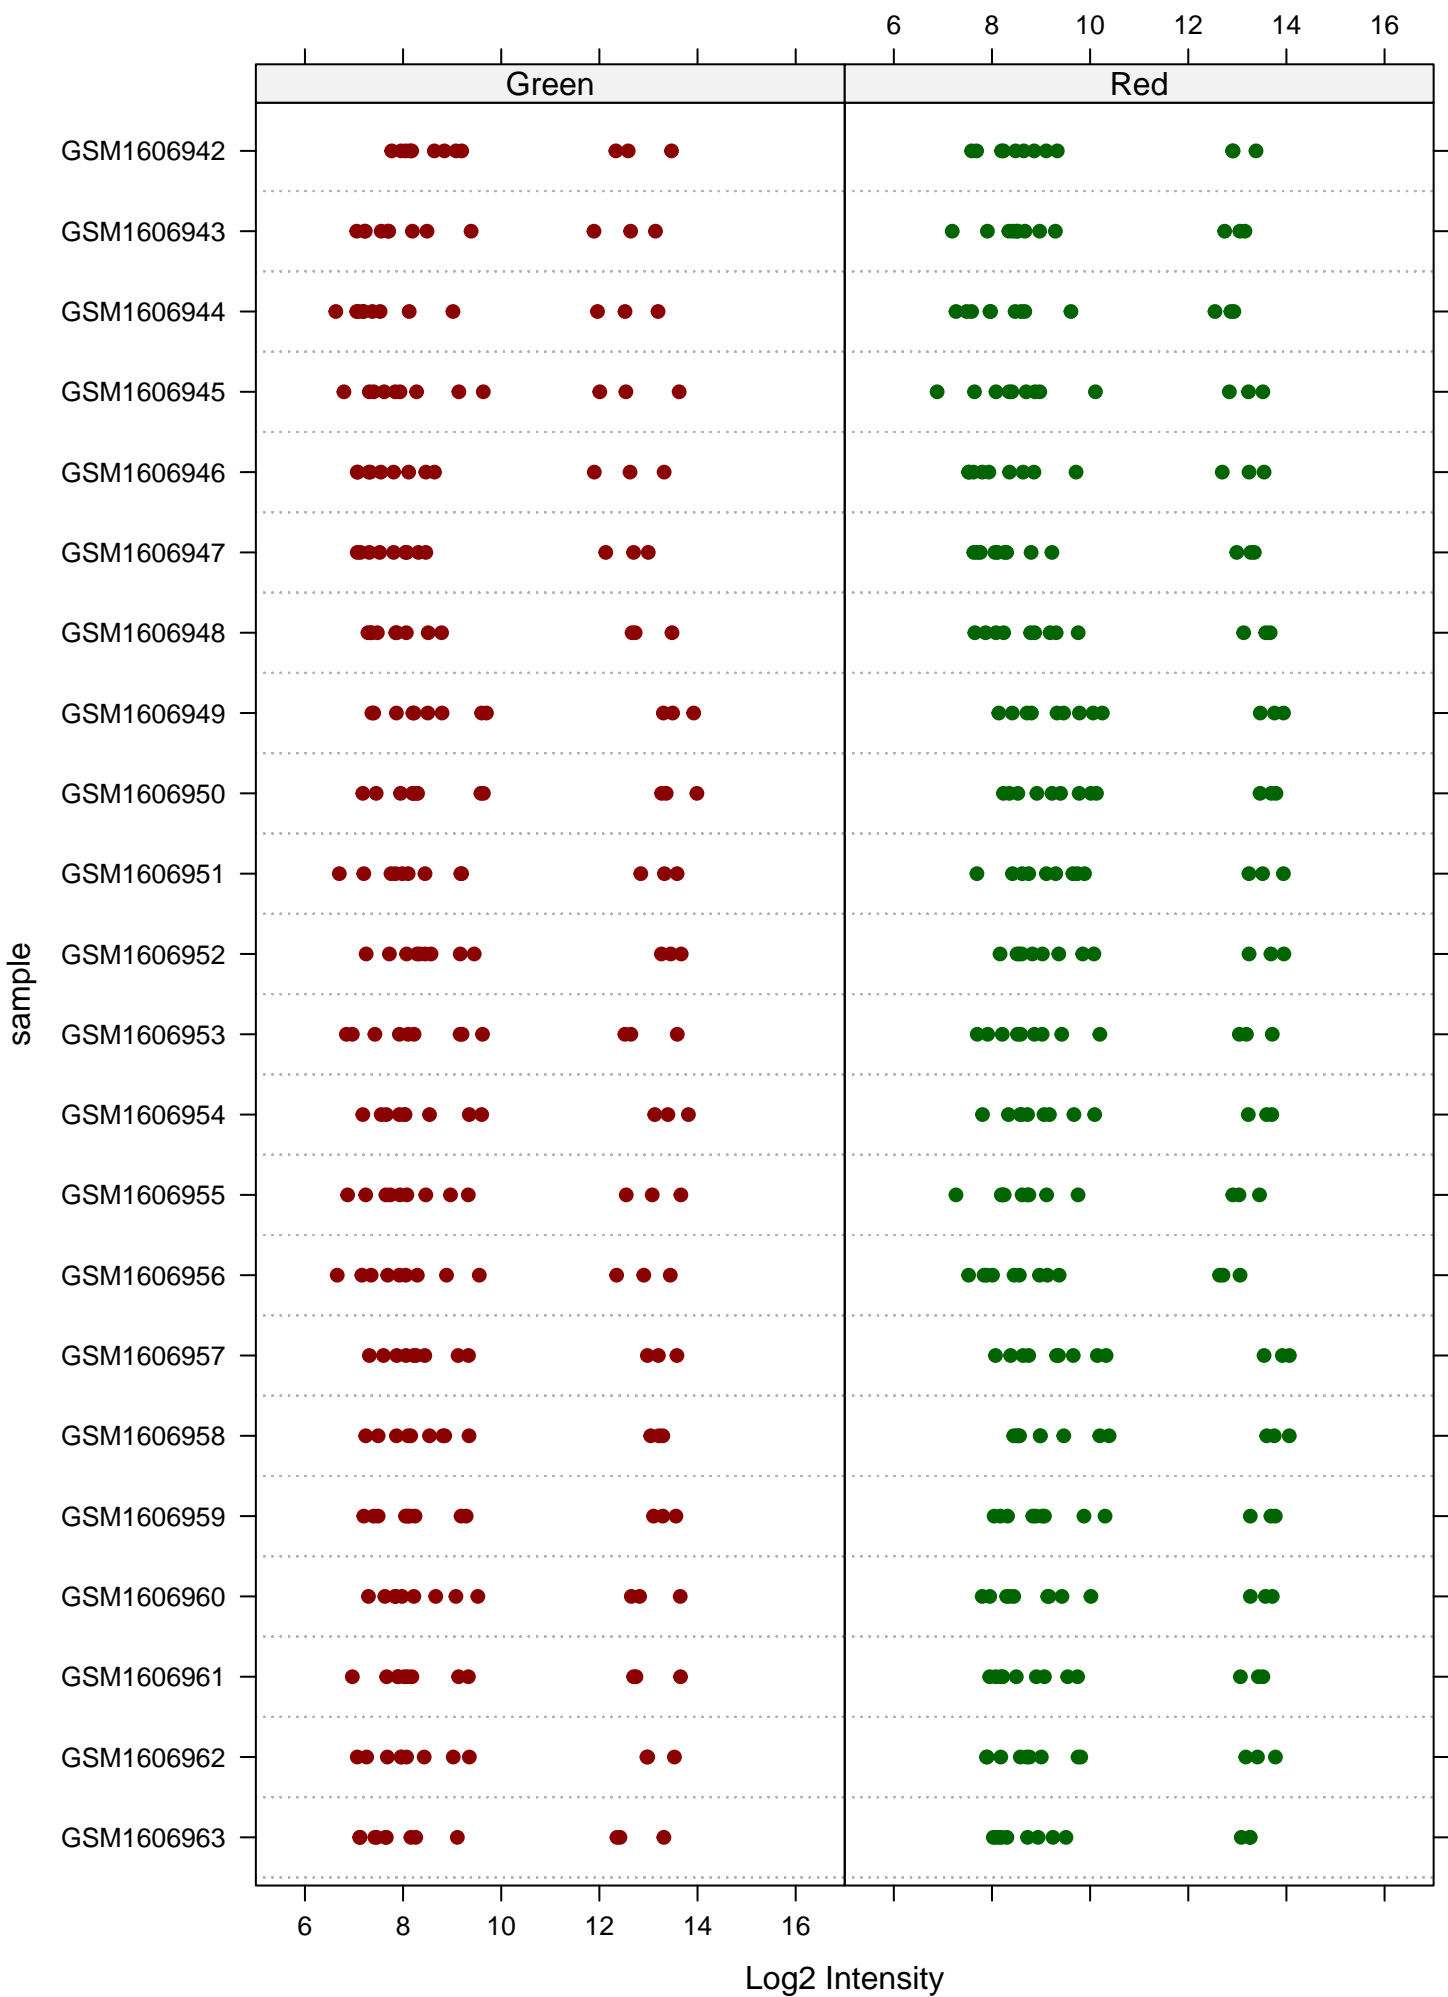 6 8 10 12 14 16
Green Red
GSM1606942
GSM1606943
GSM1606944
GSM1606945
GSM1606946
GSM1606947
GSM1606948
GSM1606949
GSM1606950
GSM1606951
GSM1606952
GSM1606953
GSM1606954
GSM1606955
GSM1606956
GSM1606957
GSM1606958
GSM1606959
GSM1606960
GSM1606961
GSM1606962
GSM1606963
sample
6 8 10 12 14 16
Log2 Intensity